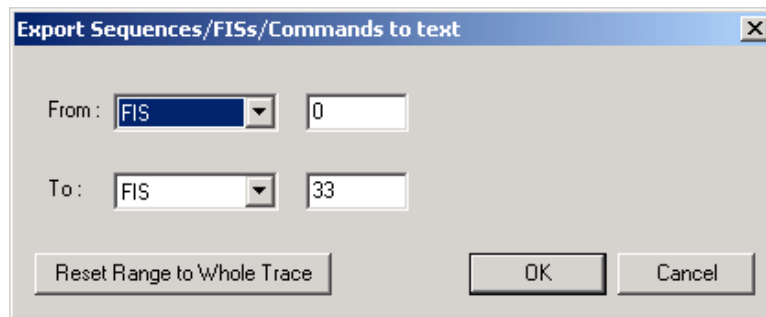 Export Sequences/FISs/Commands to text
From : FIS 0
To : FIS 33
Reset Range to Whole Trace OK Cancel